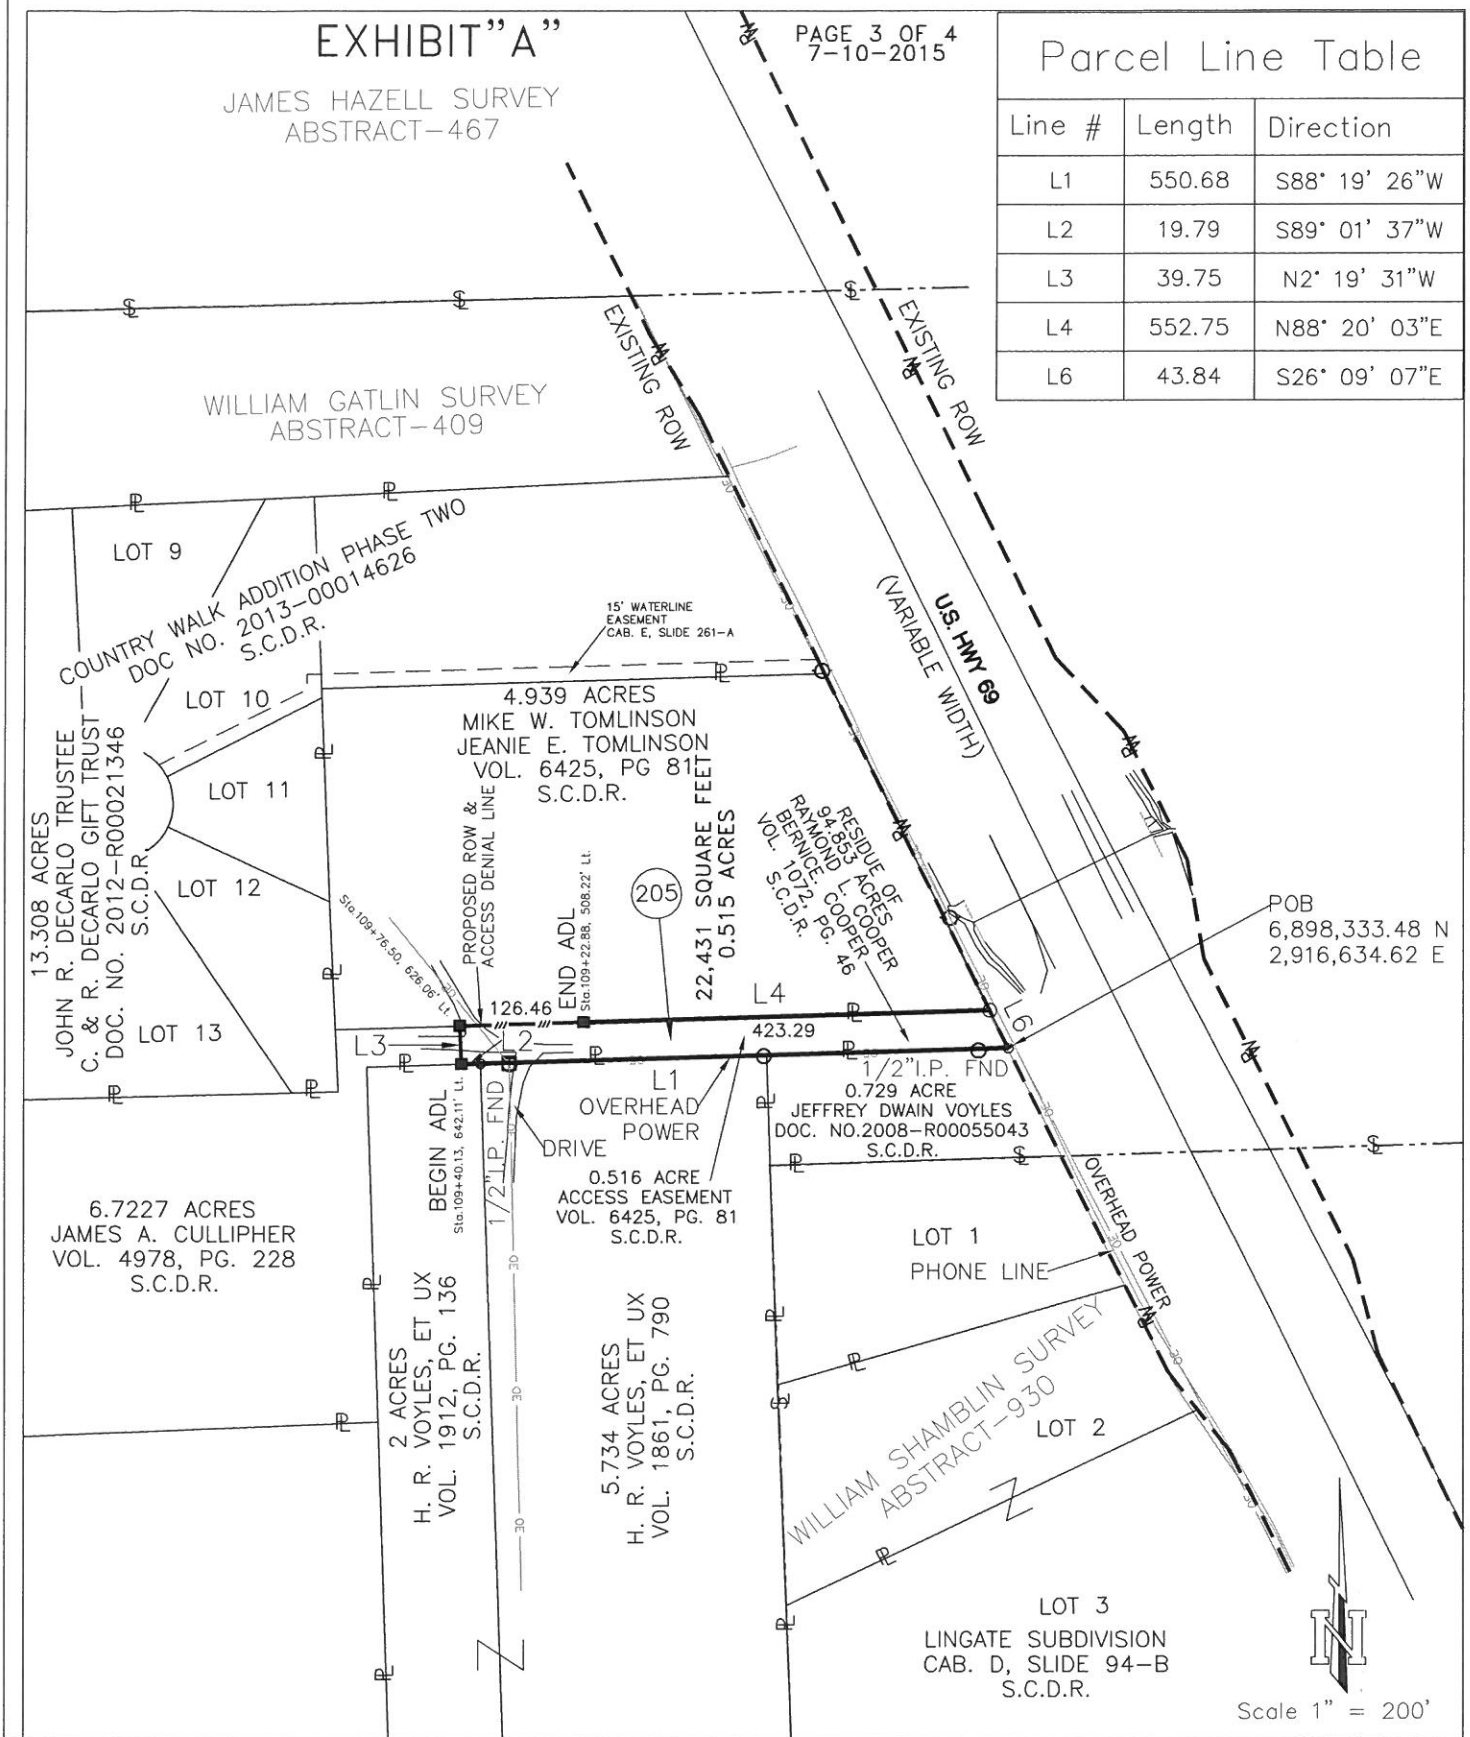 EXHIBIT"A"
PAGE 3 OF 4
7-10-2015
JAMES HAZELL SURVEY
ABSTRACT-467
Parcel Line Table
Line # Length Direction
L1 550.68 S88° 19' 26"W
L2 19.79 S89° 01' 37"W
L3 39.75 N2° 19' 31"W
L4 552.75 N88° 20' 03"E
L6 43.84 S26° 09' 07"E
EXISTING ROW
EXISTING ROW
WILLIAM GATLIN SURVEY
ABSTRACT-409
LOT 9
COUNTRY WALK ADDITION PHASE TWO
DOC NO. 2013-00014626
S.C.D.R.
LOT 10
LOT 11
LOT 12
LOT 13
13.308 ACRES
JOHN R. DECARLO TRUSTEE
C. & R. DECARLO GIFT TRUST
DOC. NO. 2012-R00021346
S.C.D.R.
15' WATERLINE
EASEMENT
CAB. E, SLIDE 261-A
4.939 ACRES
MIKE W. TOMLINSON
JEANIE E. TOMLINSON
VOL. 6425, PG 81
S.C.D.R.
U.S. HWY 69
(VARIABLE WIDTH)
PROPOSED ROW &
ACCESS DENIAL LINE
Sta.109+76.50, 626.06' Lt.
END ADL
Sta.109+22.88, 508.22' Lt.
205
22,431 SQUARE FEET
0.515 ACRES
RESIDUE OF
94.853 ACRES
RAYMOND L. COOPER
BERNICE COOPER
VOL. 1072, PG. 46
S.C.D.R.
POB
6,898,333.48 N
2,916,634.62 E
126.46
L4
L6
423.29
L3
L2
L1
1/2"I.P. FND
OVERHEAD
POWER
DRIVE
BEGIN ADL
Sta.109+40.13, 642.11' Lt.
1/2"I.P. FND
0.729 ACRE
JEFFREY DWAIN VOYLES
DOC. NO.2008-R00055043
S.C.D.R.
0.516 ACRE
ACCESS EASEMENT
VOL. 6425, PG. 81
S.C.D.R.
6.7227 ACRES
JAMES A. CULLIPHER
VOL. 4978, PG. 228
S.C.D.R.
2 ACRES
H. R. VOYLES, ET UX
VOL. 1912, PG. 136
S.C.D.R.
5.734 ACRES
H. R. VOYLES, ET UX
VOL. 1861, PG. 790
S.C.D.R.
OVERHEAD POWER
LOT 1
PHONE LINE
WILLIAM SHAMBLIN SURVEY
ABSTRACT-930
LOT 2
LOT 3
LINGATE SUBDIVISION
CAB. D, SLIDE 94-B
S.C.D.R.
N
Scale 1" = 200'